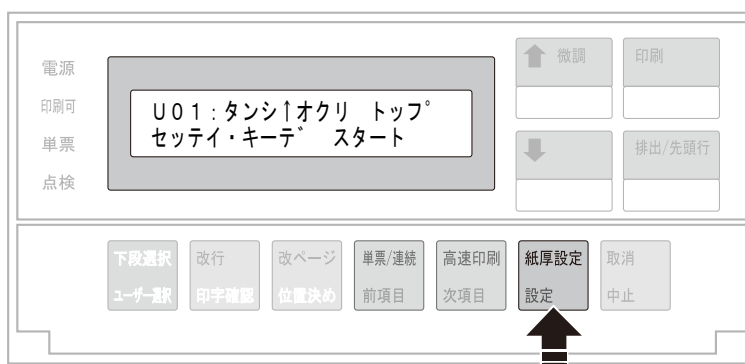 電源
印刷可
単票
点検
U01:タンシ↑オクリ トップ゜
セッテイ・キーデ゛ スタート
微調
印刷
排出/先頭行
下段選択
ユーザー選択
改行
印字確認
改ページ
位置決め
単票/連続
前項目
高速印刷
次項目
紙厚設定
設定
取消
中止